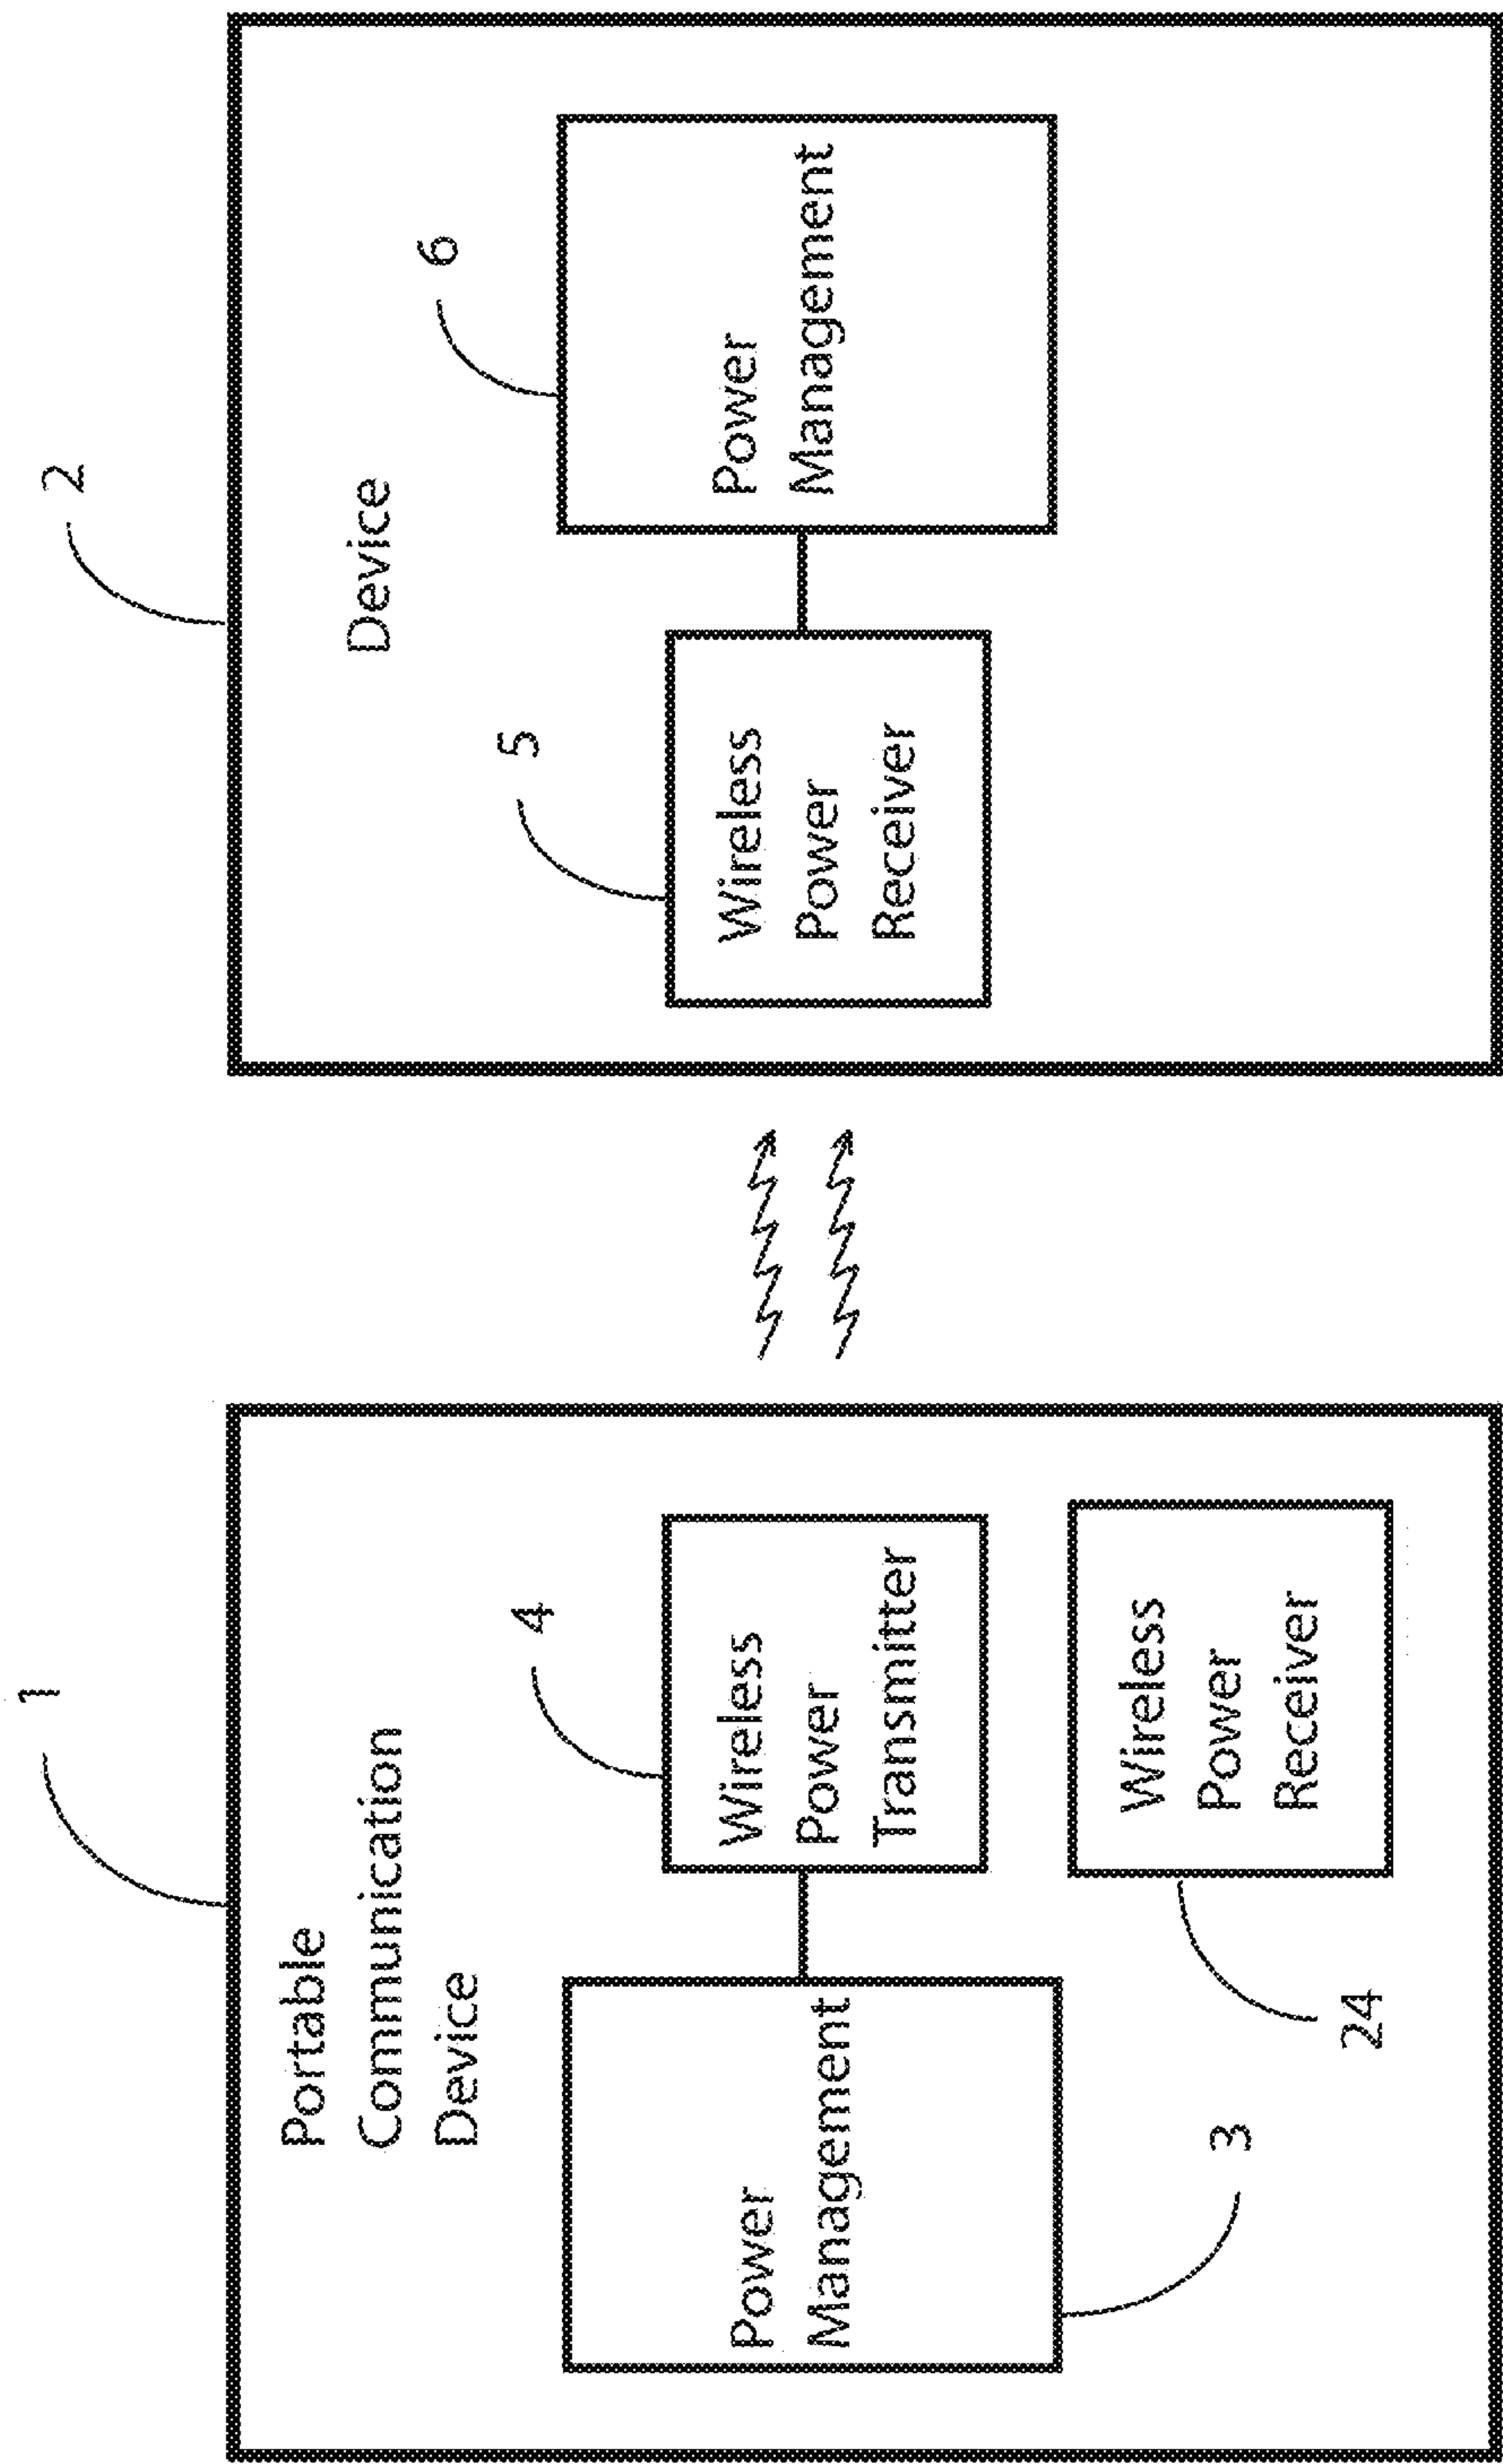 1
Portable
Communication
Device
Power
Management
3
4
Wireless
Power
Transmitter
Wireless
Power
Receiver
24
2
Device
5
Wireless
Power
Receiver
6
Power
Management